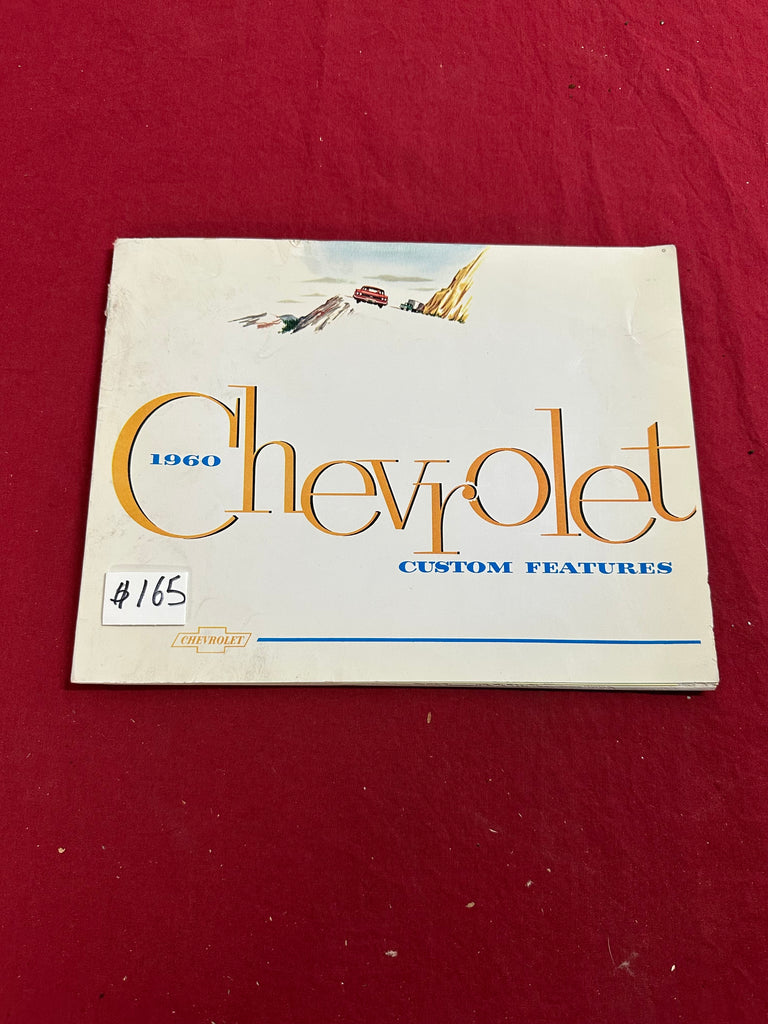 1960
Chevrolet
CUSTOM FEATURES
$165
CHEVROLET